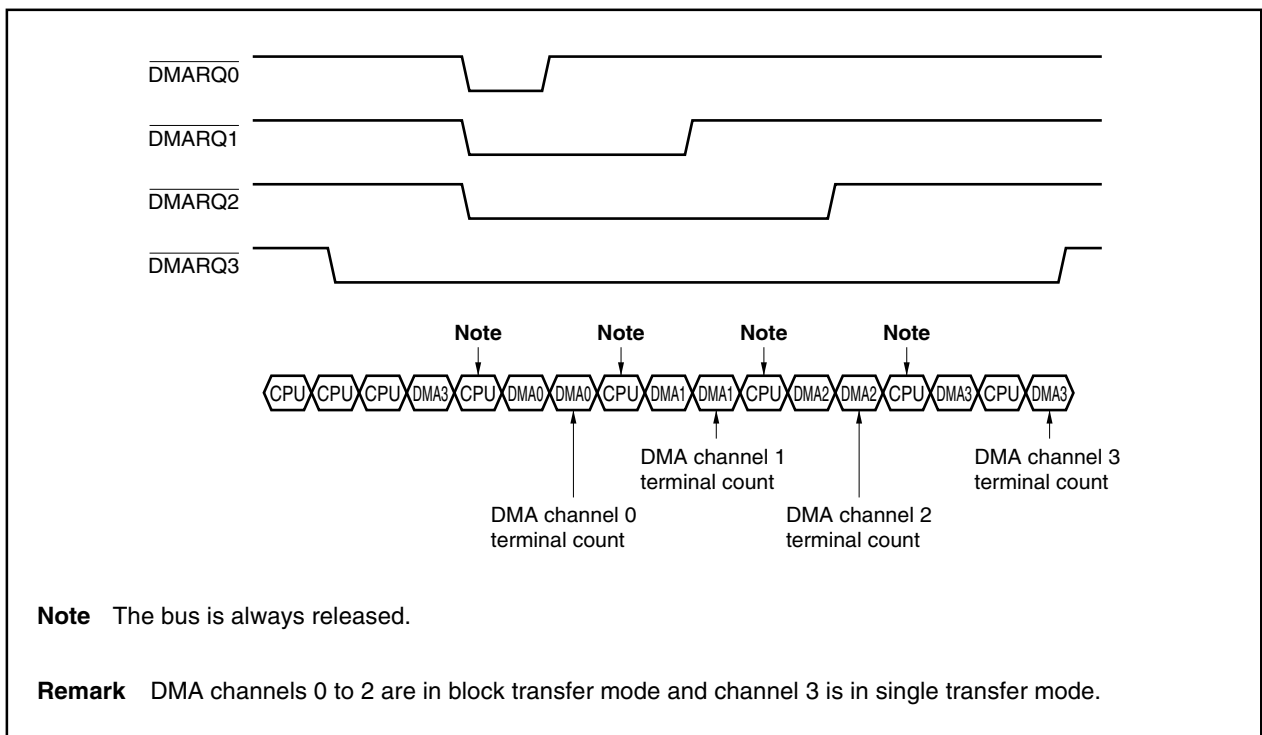 DMARQ0
DMARQ1
DMARQ2
DMARQ3
Note Note Note Note
CPU CPU CPU DMA3 CPU DMA0 DMA0 CPU DMA1 DMA1 CPU DMA2 DMA2 CPU DMA3 CPU DMA3
DMA channel 1
terminal count
DMA channel 3
terminal count
DMA channel 0
terminal count
DMA channel 2
terminal count
Note The bus is always released.
Remark DMA channels 0 to 2 are in block transfer mode and channel 3 is in single transfer mode.